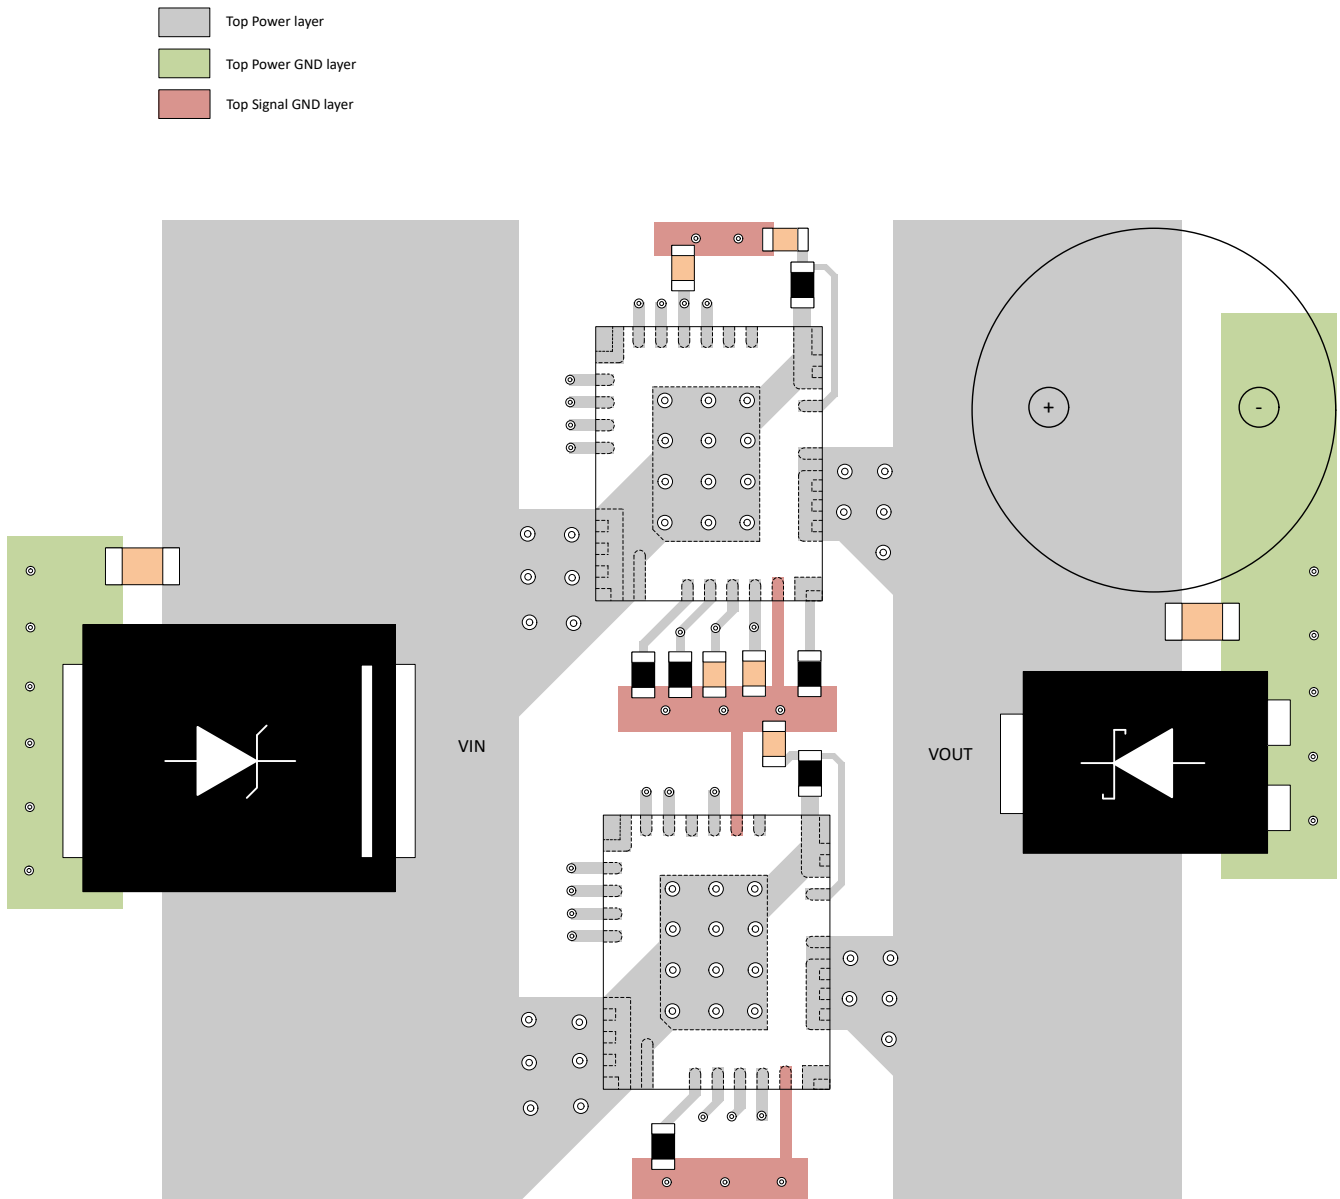 Top Power layer
Top Power GND layer
Top Signal GND layer
+
-
VIN
VOUT